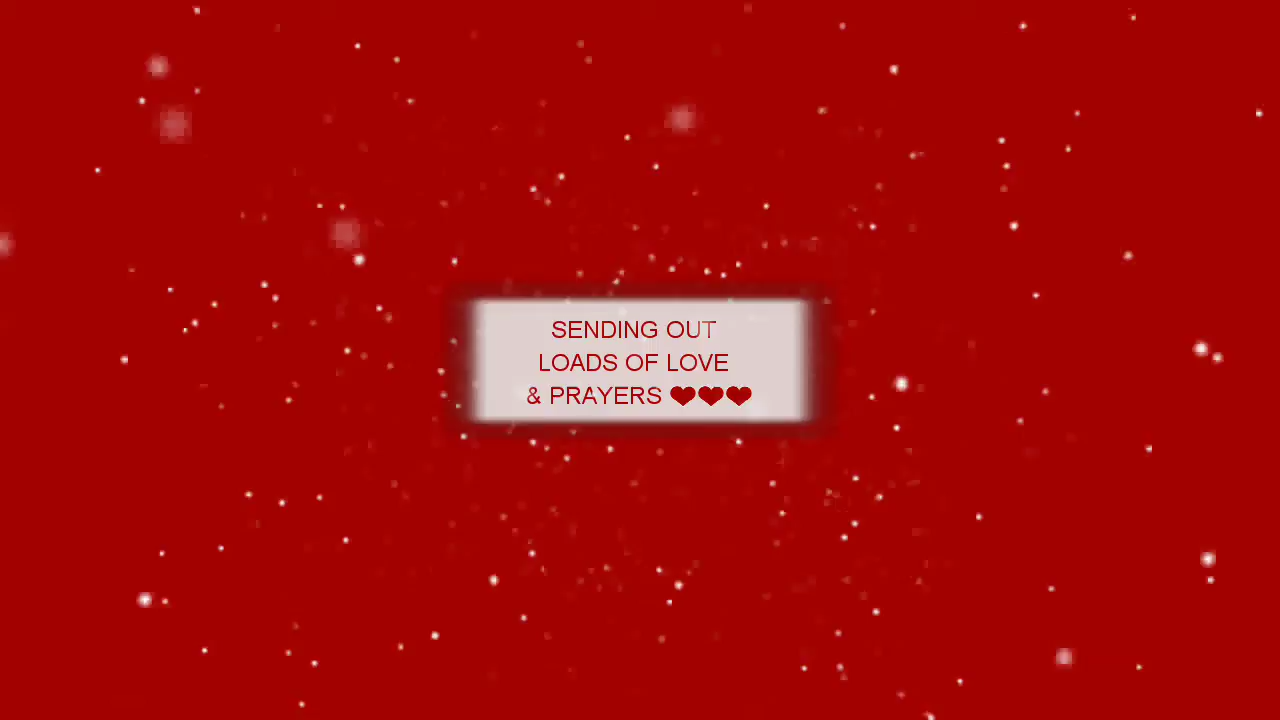 SENDING OUT
LOADS OF LOVE
& PRAYERS ❤❤❤